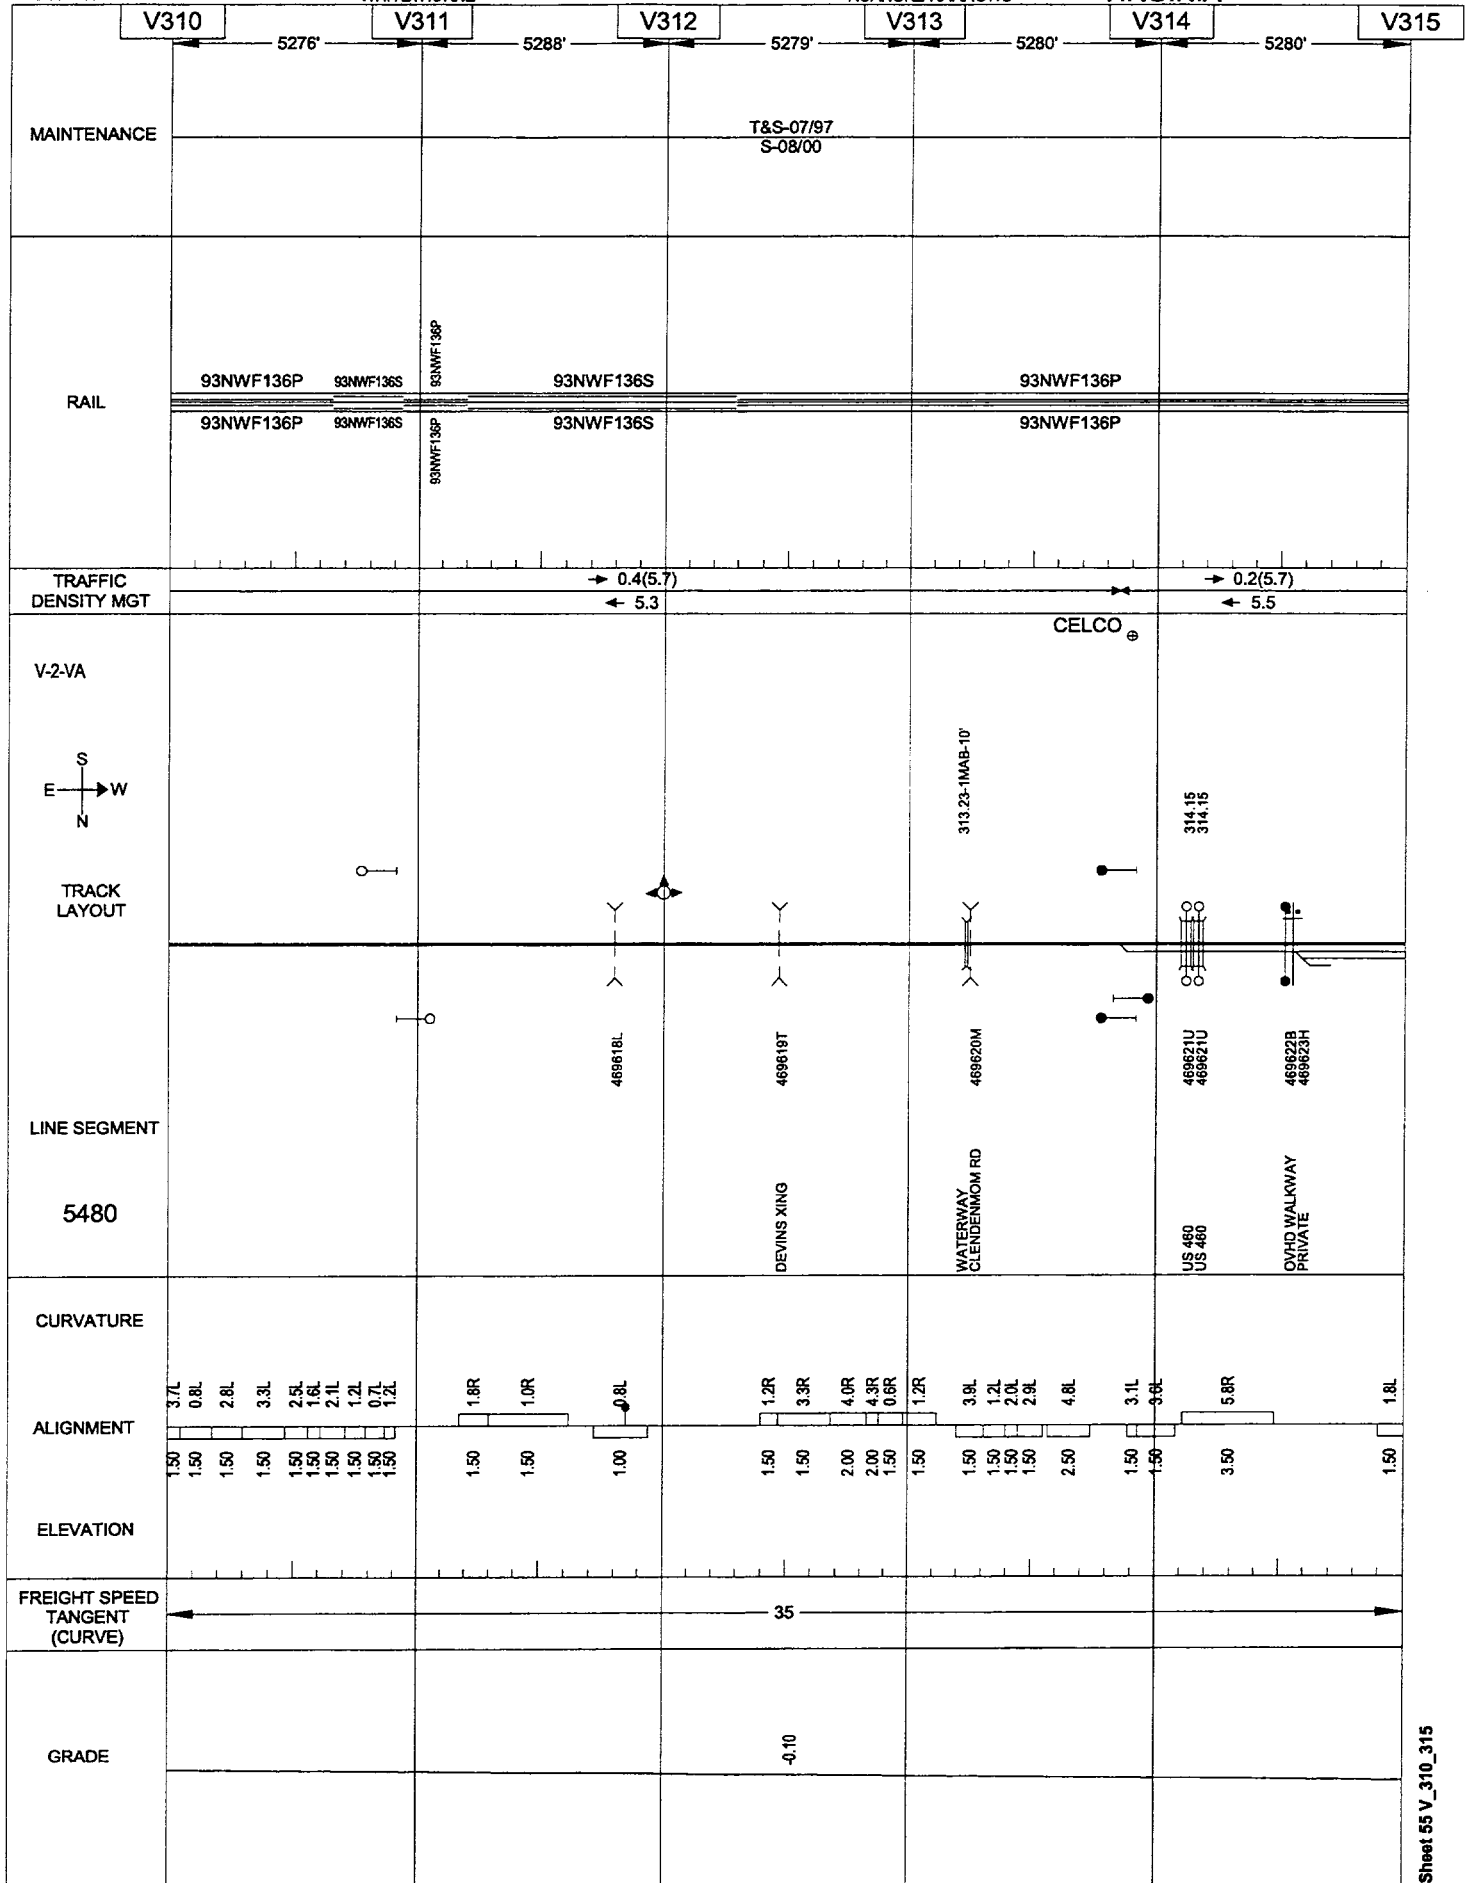 V310 V311 V312 V313 V314 V315
5276' 5288' 5279' 5280' 5280'
MAINTENANCE
T&S-07/97
S-08/00
RAIL
93NWF136P 93NWF136S 93NWF136P 93NWF136S 93NWF136P
93NWF136P 93NWF136S 93NWF136P 93NWF136S 93NWF136P
TRAFFIC
DENSITY MGT
→ 0.4(5.7) → 0.2(5.7)
← 5.3 ← 5.5
CELCO
V-2-VA
S
E W
N
313.23-1MAB-10'
314.15
314.15
TRACK
LAYOUT
469618L
469619T
469620M
469621U
469621U
469622B
469623H
LINE SEGMENT
5480
DEVINS XING
WATERWAY
CLENDENMOM RD
US 460
US 460
OVHD WALKWAY
PRIVATE
CURVATURE
3.7L 0.8L 2.8L 3.3L 2.5L 1.6L 2.1L 1.2L 0.7L 1.2L 1.8R 1.0R 0.8L 1.2R 3.3R 4.0R 4.3R 0.6R 1.2R 3.9L 1.2L 2.0L 2.9L 4.8L 3.1L 5.8R 1.8L
ALIGNMENT
1.50 1.50 1.50 1.50 1.50 1.50 1.50 1.50 1.50 1.50 1.50 1.50 1.00 1.50 1.50 2.00 2.00 1.50 1.50 1.50 1.50 1.50 1.50 2.50 1.50 1.50 3.50 1.50
ELEVATION
FREIGHT SPEED
TANGENT
(CURVE)
35
GRADE
-0.10
Sheet 55 V_310_315